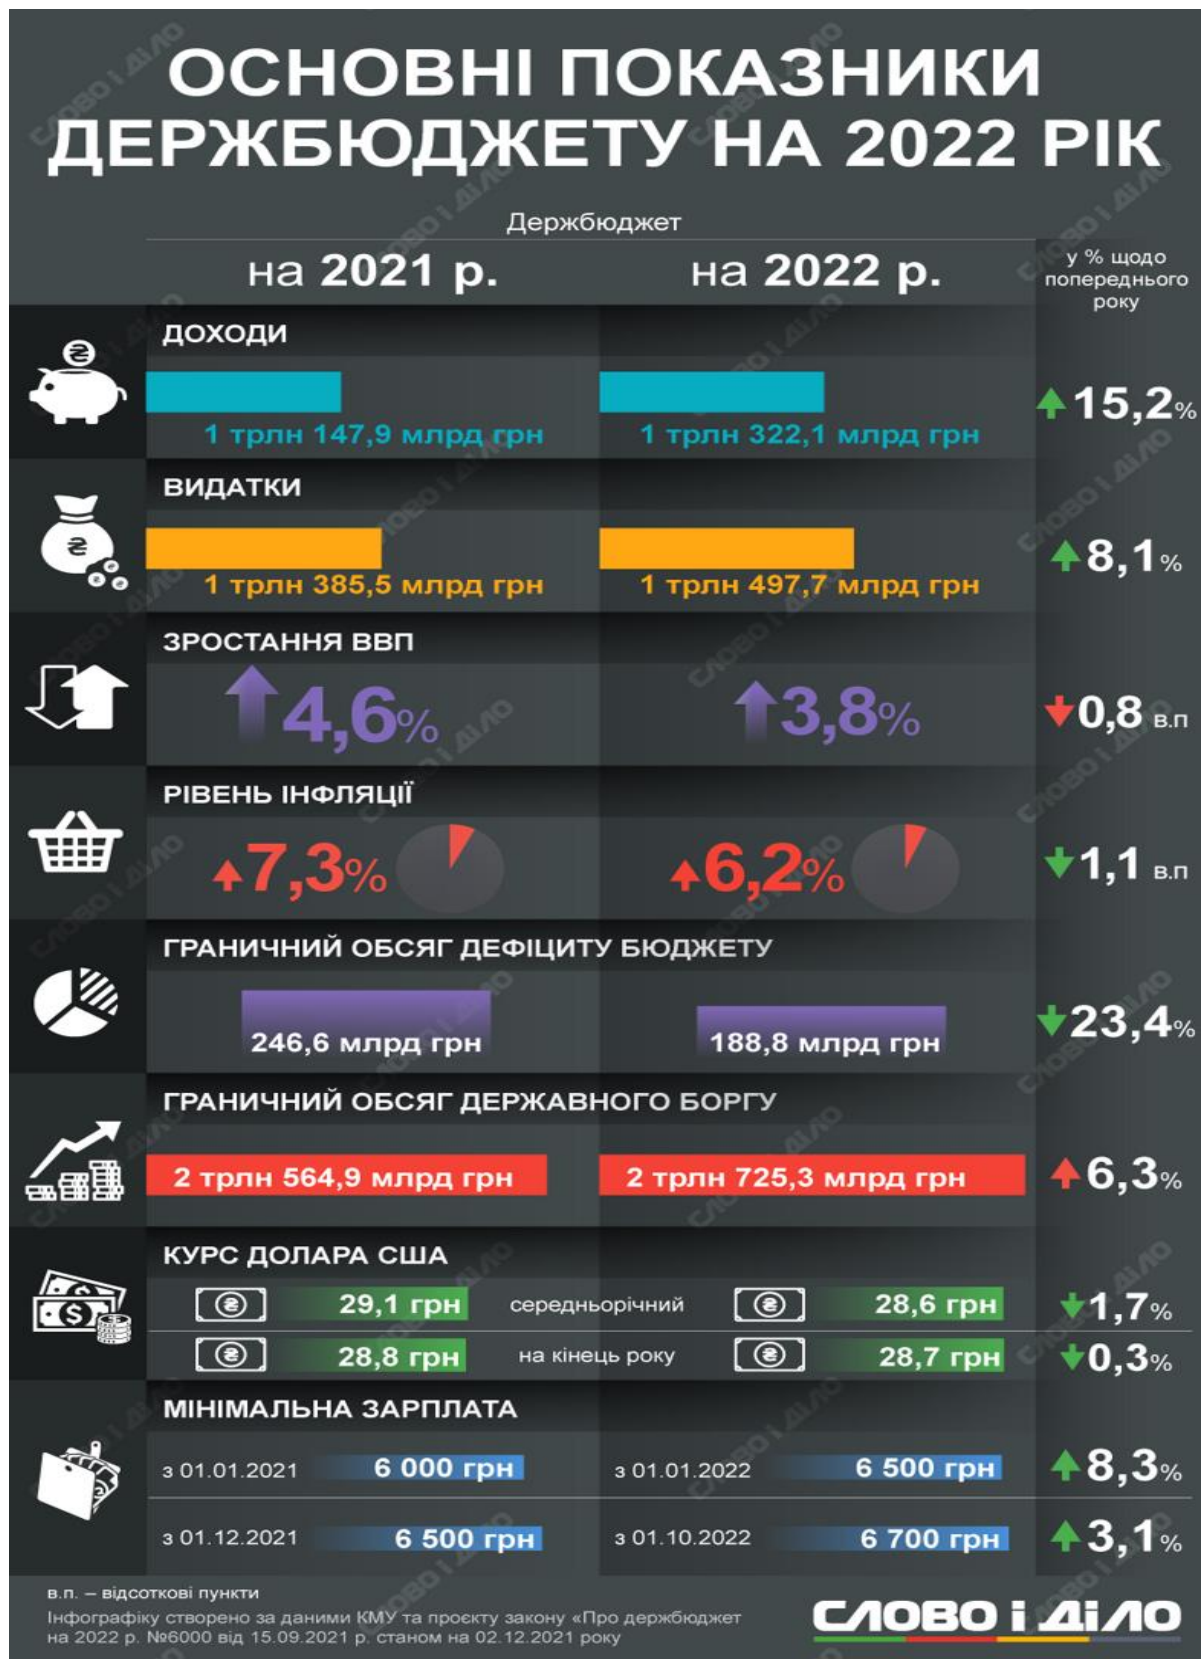 ОСНОВНІ ПОКАЗНИКИ
ДЕРЖБЮДЖЕТУ НА 2022 РІК
Держбюджет
на 2021 р.
на 2022 р.
у % щодо
попереднього
року
ДОХОДИ
1 трлн 147,9 млрд грн
1 трлн 322,1 млрд грн
15,2%
ВИДАТКИ
1 трлн 385,5 млрд грн
1 трлн 497,7 млрд грн
8,1%
ЗРОСТАННЯ ВВП
4,6%
3,8%
0,8 в.п
РІВЕНЬ ІНФЛЯЦІЇ
7,3%
6,2%
1,1 в.п
ГРАНИЧНИЙ ОБСЯГ ДЕФІЦИТУ БЮДЖЕТУ
246,6 млрд грн
188,8 млрд грн
23,4%
ГРАНИЧНИЙ ОБСЯГ ДЕРЖАВНОГО БОРГУ
2 трлн 564,9 млрд грн
2 трлн 725,3 млрд грн
6,3%
КУРС ДОЛАРА США
29,1 грн
середньорічний
28,6 грн
1,7%
28,8 грн
на кінець року
28,7 грн
0,3%
МІНІМАЛЬНА ЗАРПЛАТА
з 01.01.2021
6 000 грн
з 01.01.2022
6 500 грн
8,3%
з 01.12.2021
6 500 грн
з 01.10.2022
6 700 грн
3,1%
в.п. – відсоткові пункти
Інфографіку створено за даними КМУ та проєкту закону «Про держбюджет
на 2022 р. №6000 від 15.09.2021 р. станом на 02.12.2021 року
СЛОВО і ДіЛО